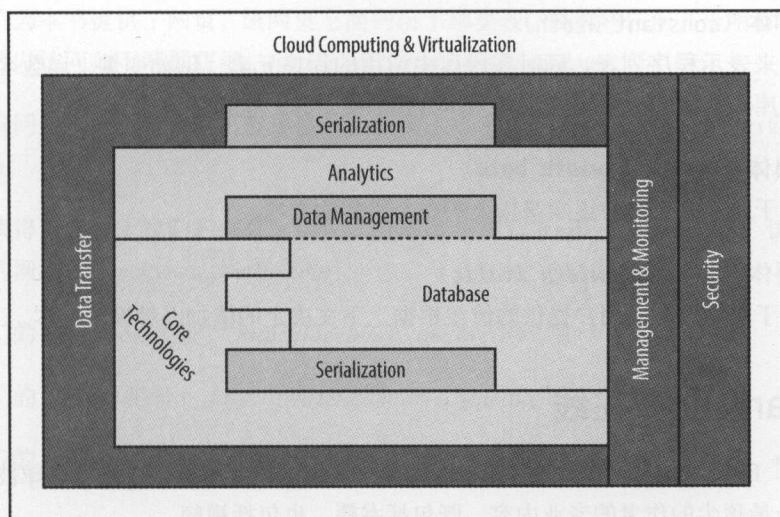 Cloud Computing & Virtualization
Serialization
Analytics
Data Management
Data Transfer
Core
Technologies
Database
Serialization
Management & Monitoring
Security